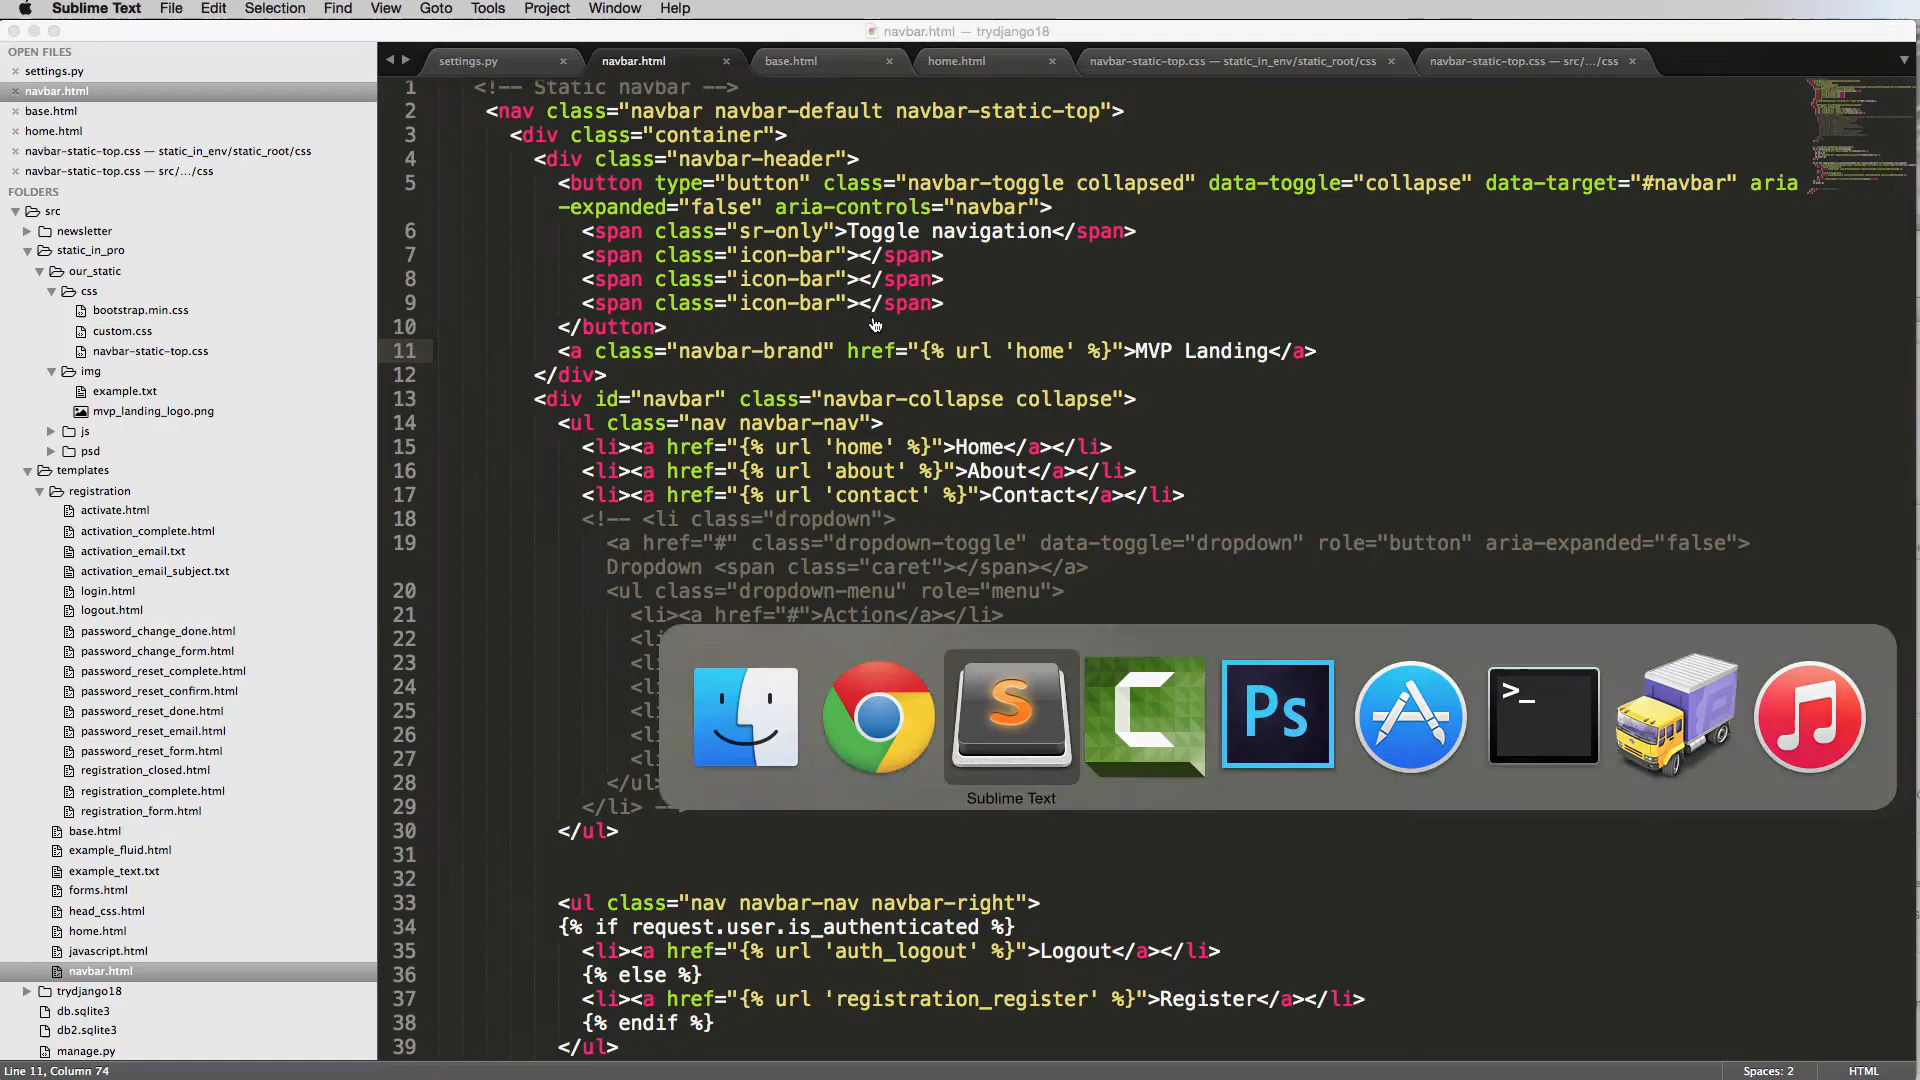 Sublime Text File Edit Selection Find View Goto Tools Project Window Help
navbar.html — trydjango18
OPEN FILES
settings.py
navbar.html
base.html
home.html
navbar-static-top.css — static_in_env/static_root/css
navbar-static-top.css — src/.../css
FOLDERS
src
newsletter
static_in_pro
our_static
css
bootstrap.min.css
custom.css
navbar-static-top.css
img
example.txt
mvp_landing_logo.png
js
psd
templates
registration
activate.html
activation_complete.html
activation_email.txt
activation_email_subject.txt
login.html
logout.html
password_change_done.html
password_change_form.html
password_reset_complete.html
password_reset_confirm.html
password_reset_done.html
password_reset_email.html
password_reset_form.html
registration_closed.html
registration_complete.html
registration_form.html
base.html
example_fluid.html
example_text.txt
forms.html
head_css.html
home.html
javascript.html
navbar.html
trydjango18
db.sqlite3
db2.sqlite3
manage.py
settings.py navbar.html base.html home.html navbar-static-top.css — static_in_env/static_root/css navbar-static-top.css — src/.../css
1 <!-- Static navbar -->
2 <nav class="navbar navbar-default navbar-static-top">
3 <div class="container">
4 <div class="navbar-header">
5 <button type="button" class="navbar-toggle collapsed" data-toggle="collapse" data-target="#navbar" aria
-expanded="false" aria-controls="navbar">
6 <span class="sr-only">Toggle navigation</span>
7 <span class="icon-bar"></span>
8 <span class="icon-bar"></span>
9 <span class="icon-bar"></span>
10 </button>
11 <a class="navbar-brand" href="{% url 'home' %}">MVP Landing</a>
12 </div>
13 <div id="navbar" class="navbar-collapse collapse">
14 <ul class="nav navbar-nav">
15 <li><a href="{% url 'home' %}">Home</a></li>
16 <li><a href="{% url 'about' %}">About</a></li>
17 <li><a href="{% url 'contact' %}">Contact</a></li>
18 <!-- <li class="dropdown">
19 <a href="#" class="dropdown-toggle" data-toggle="dropdown" role="button" aria-expanded="false">
Dropdown <span class="caret"></span></a>
20 <ul class="dropdown-menu" role="menu">
21 <li><a href="#">Action</a></li>
22 <li
23 <li
24 <li
25 <li
26 <li
27 <li
28 </ul
29 </li> --
30 </ul>
31
32
33 <ul class="nav navbar-nav navbar-right">
34 {% if request.user.is_authenticated %}
35 <li><a href="{% url 'auth_logout' %}">Logout</a></li>
36 {% else %}
37 <li><a href="{% url 'registration_register' %}">Register</a></li>
38 {% endif %}
39 </ul>
S
C
Ps
>_
Sublime Text
Line 11, Column 74
Spaces: 2
HTML